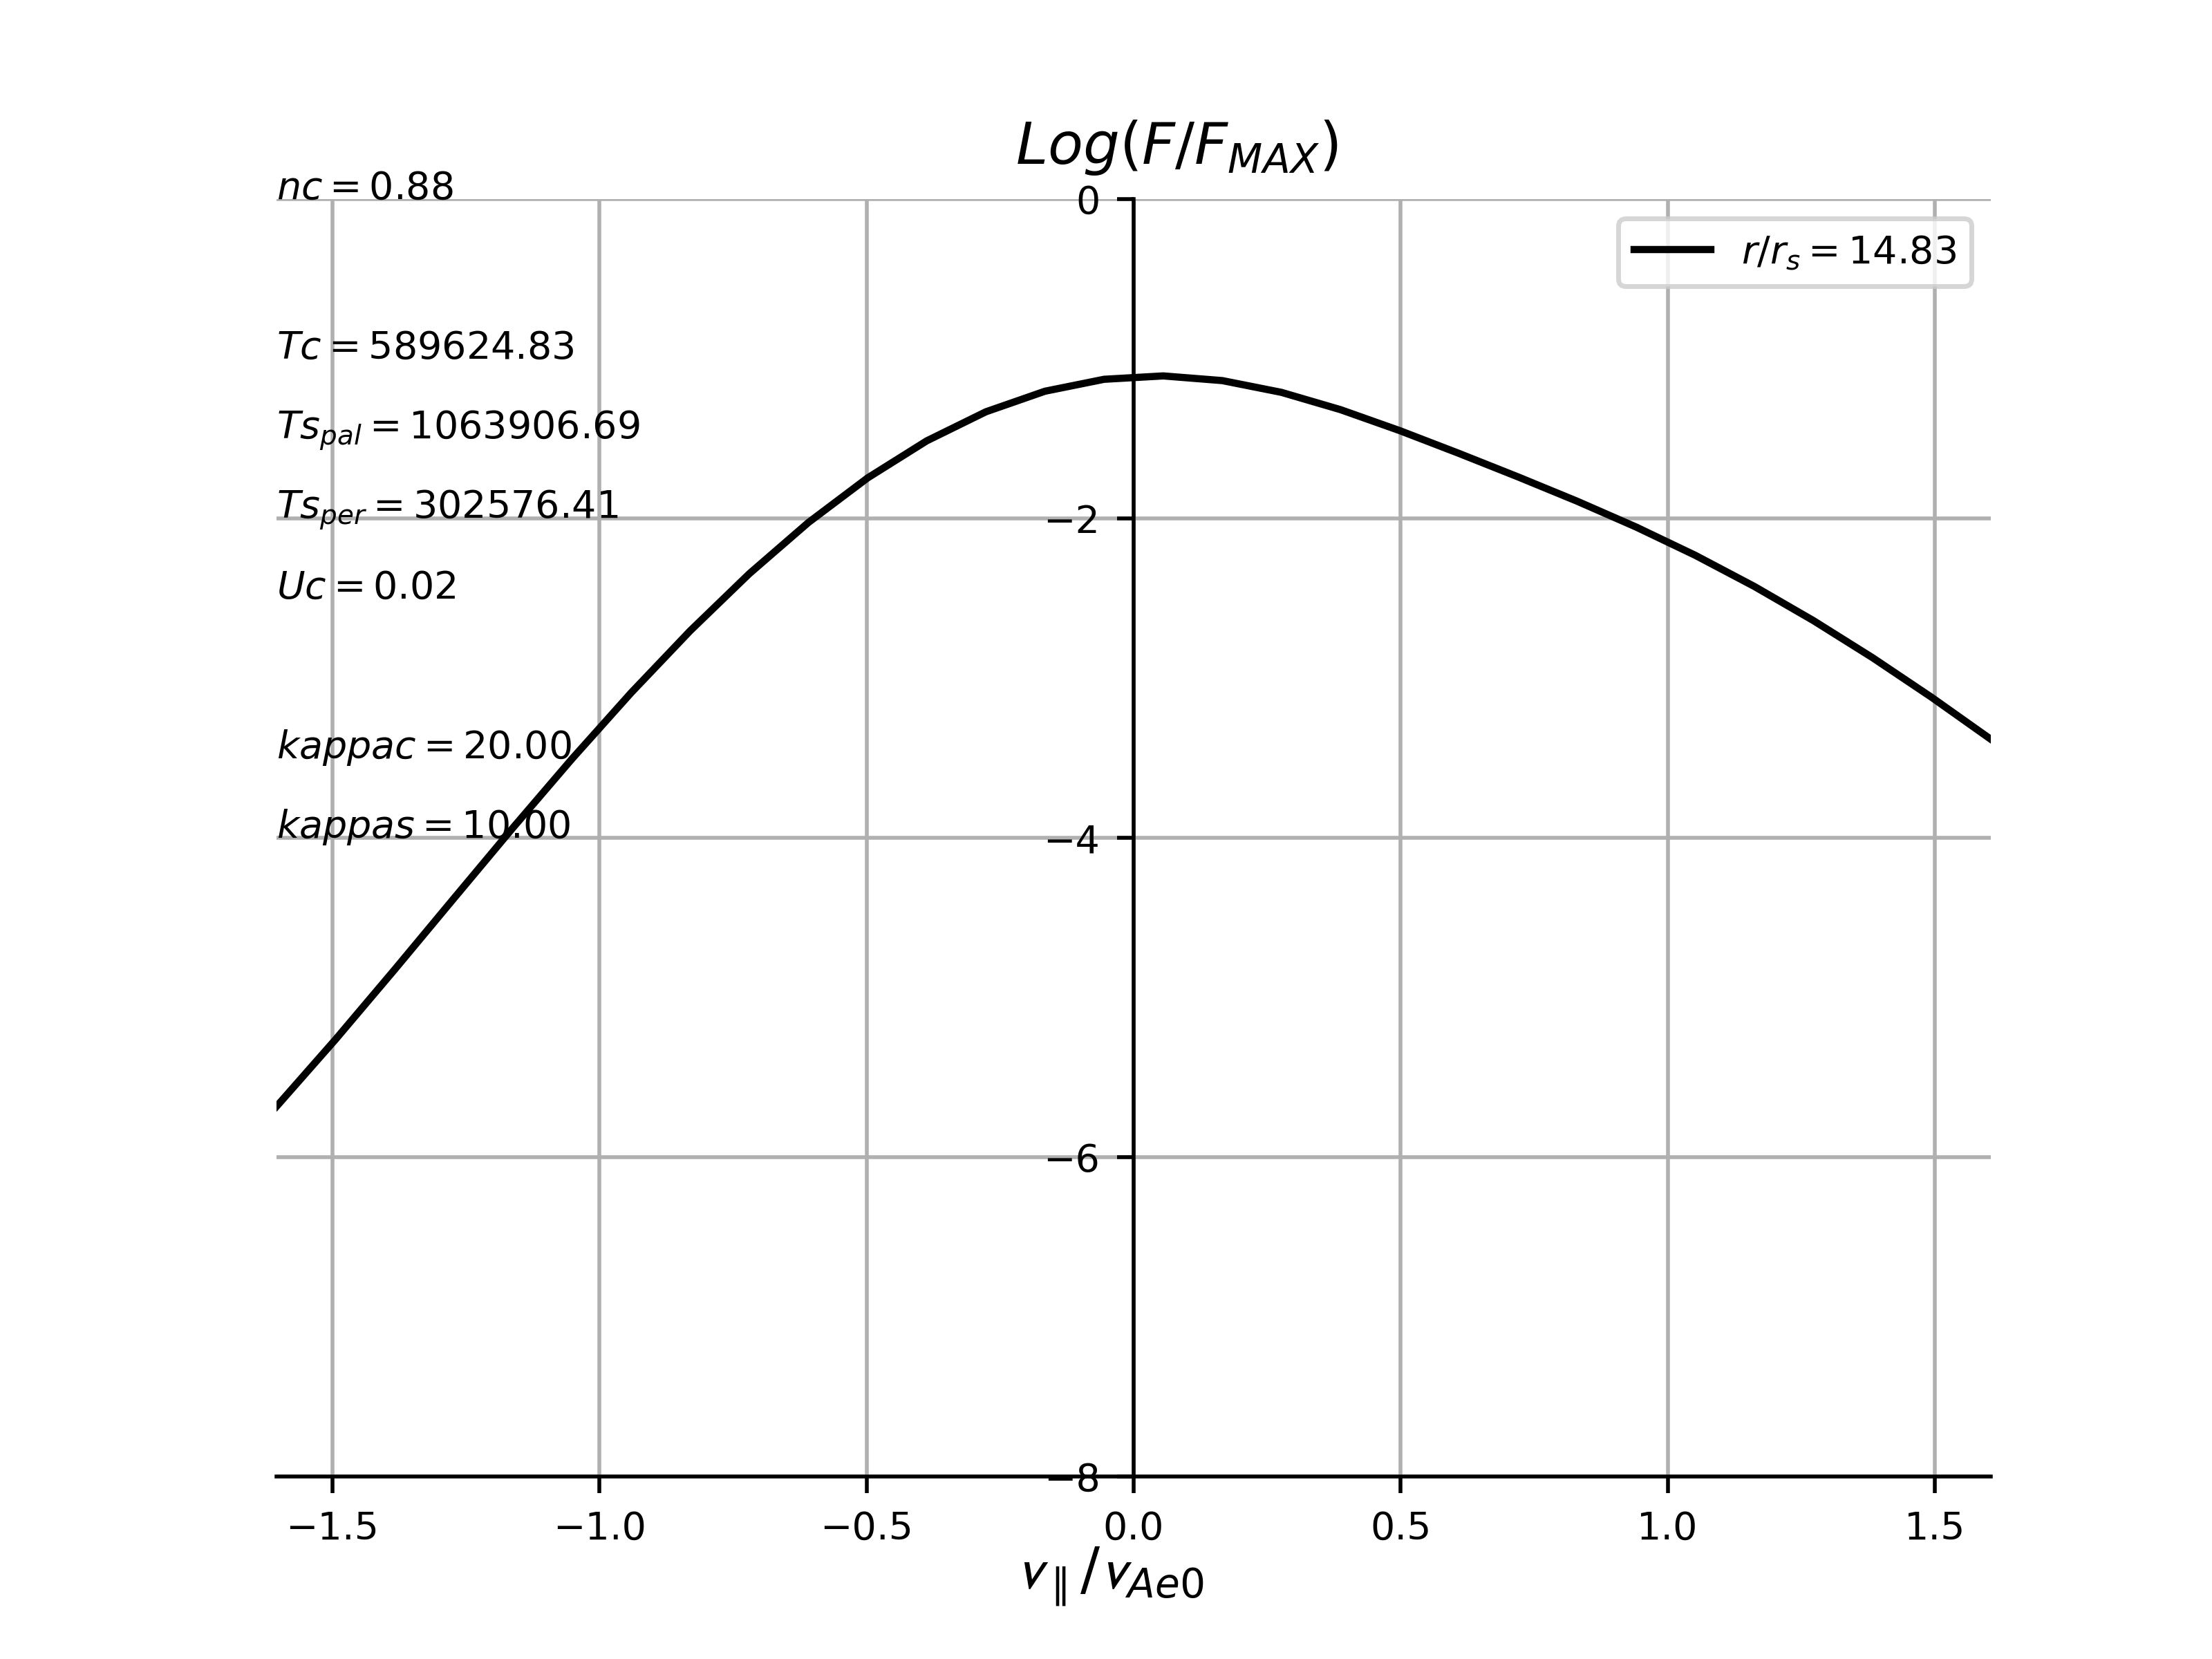 Log(F/F_MAX)
nc = 0.88
0
r/r_s = 14.83
Tc = 589624.83
Ts_pal = 1063906.69
Ts_per = 302576.41
−2
Uc = 0.02
kappac = 20.00
kappas = 10.00
−4
−6
−8
−1.5 −1.0 −0.5 0.0 0.5 1.0 1.5
v_∥/v_Ae0